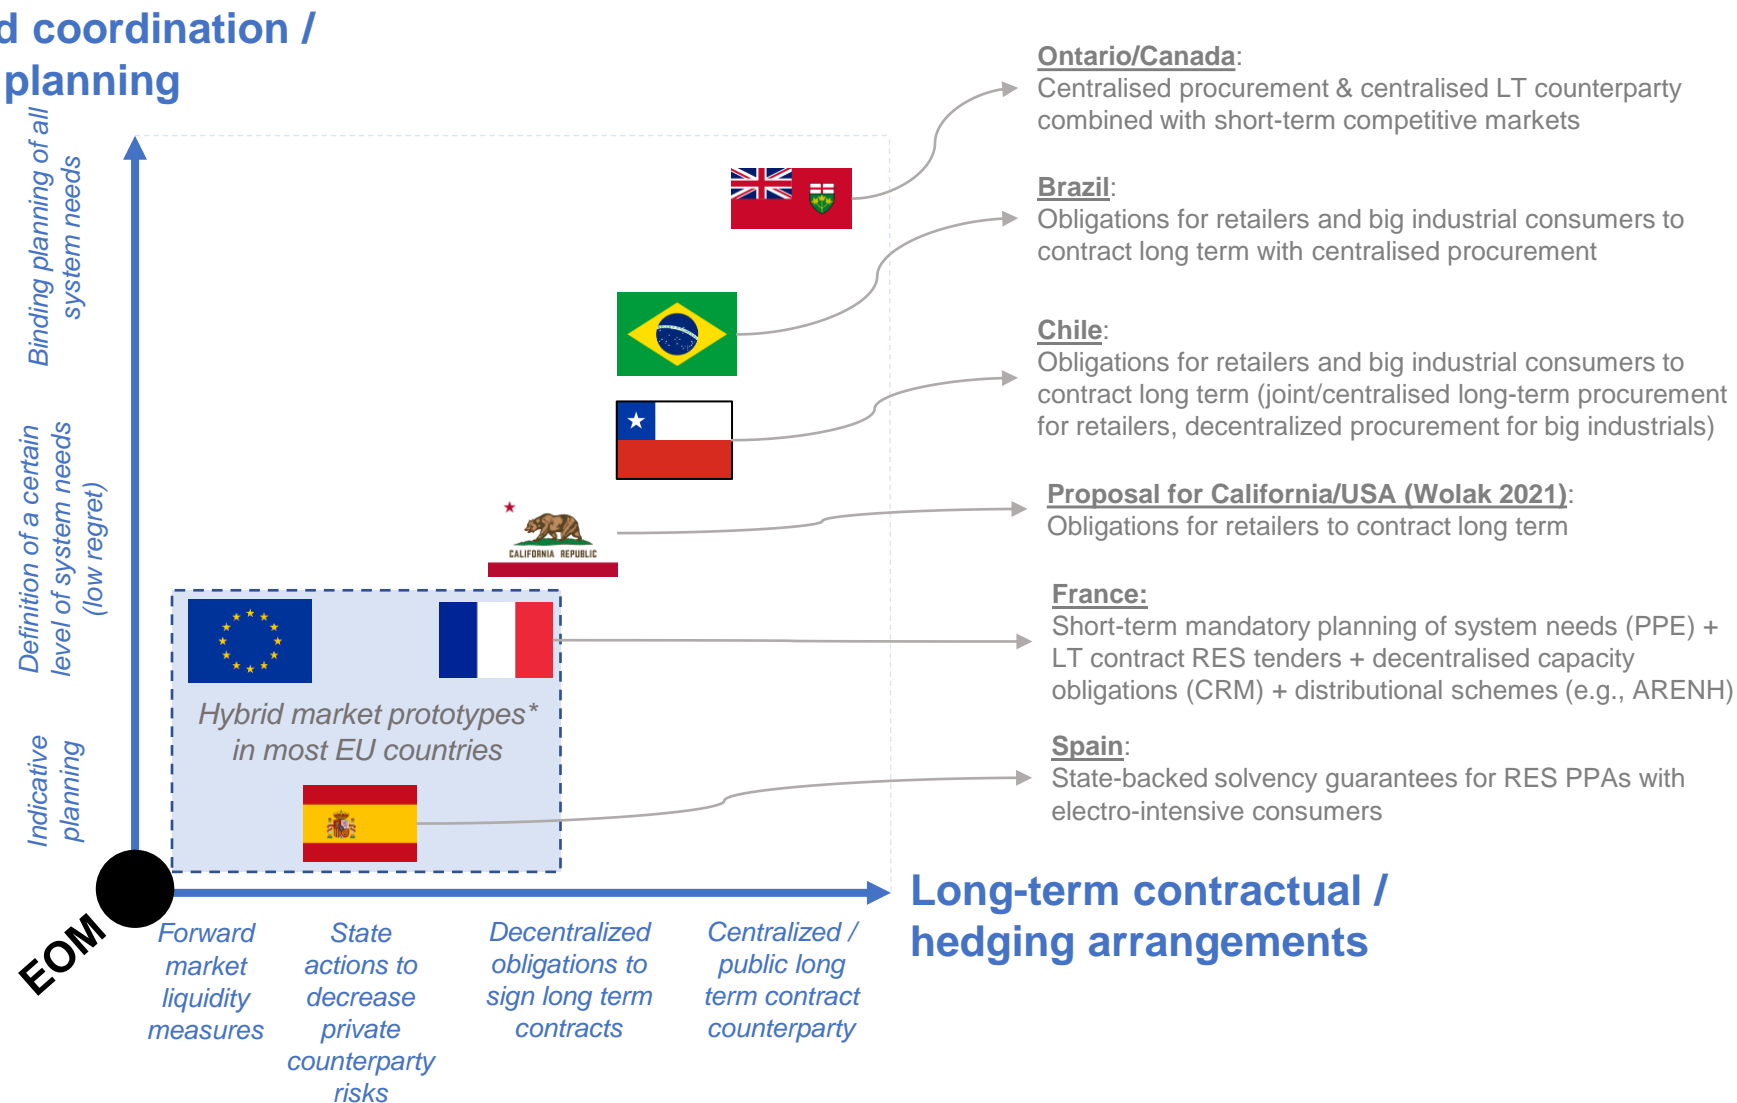 coordination /
planning
Binding planning of all
system needs
Definition of a certain
level of system needs
(low regret)
Indicative
planning
EOM
Forward
market
liquidity
measures
State
actions to
decrease
private
counterparty
risks
Decentralized
obligations to
sign long term
contracts
Centralized /
public long
term contract
counterparty
Long-term contractual /
hedging arrangements
CALIFORNIA REPUBLIC
Hybrid market prototypes*
in most EU countries
Ontario/Canada:
Centralised procurement & centralised LT counterparty
combined with short-term competitive markets
Brazil:
Obligations for retailers and big industrial consumers to
contract long term with centralised procurement
Chile:
Obligations for retailers and big industrial consumers to
contract long term (joint/centralised long-term procurement
for retailers, decentralized procurement for big industrials)
Proposal for California/USA (Wolak 2021):
Obligations for retailers to contract long term
France:
Short-term mandatory planning of system needs (PPE) +
LT contract RES tenders + decentralised capacity
obligations (CRM) + distributional schemes (e.g., ARENH)
Spain:
State-backed solvency guarantees for RES PPAs with
electro-intensive consumers